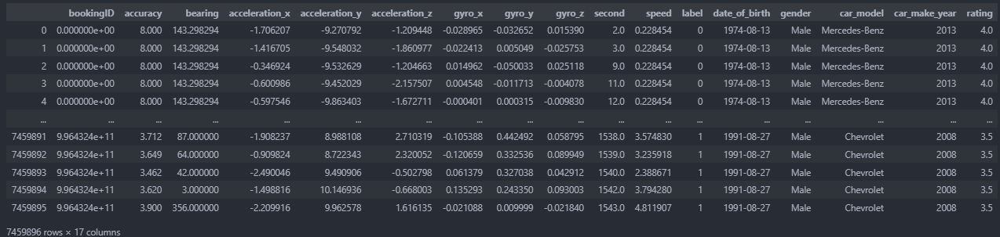 bookingID accuracy bearing acceleration_x acceleration_y acceleration_z gyro_x gyro_y gyro_z second speed label date_of_birth gender car_model car_make_year rating
0 0.000000e+00 8.000 143.298294 -1.706207 -9.270792 -1.209448 -0.028965 -0.032652 0.015390 2.0 0.228454 0 1974-08-13 Male Mercedes-Benz 2013 4.0
1 0.000000e+00 8.000 143.298294 -1.416705 -9.548032 -1.860977 -0.022413 0.005049 -0.025753 3.0 0.228454 0 1974-08-13 Male Mercedes-Benz 2013 4.0
2 0.000000e+00 8.000 143.298294 -0.346924 -9.532629 -1.204663 0.014962 -0.050033 0.025118 9.0 0.228454 0 1974-08-13 Male Mercedes-Benz 2013 4.0
3 0.000000e+00 8.000 143.298294 -0.600986 -9.452029 -2.157507 0.004548 -0.011713 -0.004078 11.0 0.228454 0 1974-08-13 Male Mercedes-Benz 2013 4.0
4 0.000000e+00 8.000 143.298294 -0.597546 -9.863403 -1.672711 -0.000401 0.000315 -0.009830 12.0 0.228454 0 1974-08-13 Male Mercedes-Benz 2013 4.0
... ... ... ... ... ... ... ... ... ... ... ... ... ... ... ... ... ...
7459891 9.964324e+11 3.712 87.000000 -1.908237 8.988108 2.710319 -0.105388 0.442492 0.058795 1538.0 3.574830 1 1991-08-27 Male Chevrolet 2008 3.5
7459892 9.964324e+11 3.649 64.000000 -0.909824 8.722343 2.320052 -0.120659 0.332536 0.089949 1539.0 3.235918 1 1991-08-27 Male Chevrolet 2008 3.5
7459893 9.964324e+11 3.462 42.000000 -2.490046 9.490906 -0.502798 0.061379 0.327038 0.042912 1540.0 2.388671 1 1991-08-27 Male Chevrolet 2008 3.5
7459894 9.964324e+11 3.620 3.000000 -1.498816 10.146936 -0.668003 0.135293 0.243350 0.093003 1542.0 3.794280 1 1991-08-27 Male Chevrolet 2008 3.5
7459895 9.964324e+11 3.900 356.000000 -2.209916 9.962578 1.616135 -0.021088 0.009999 -0.021840 1543.0 4.811907 1 1991-08-27 Male Chevrolet 2008 3.5
7459896 rows × 17 columns